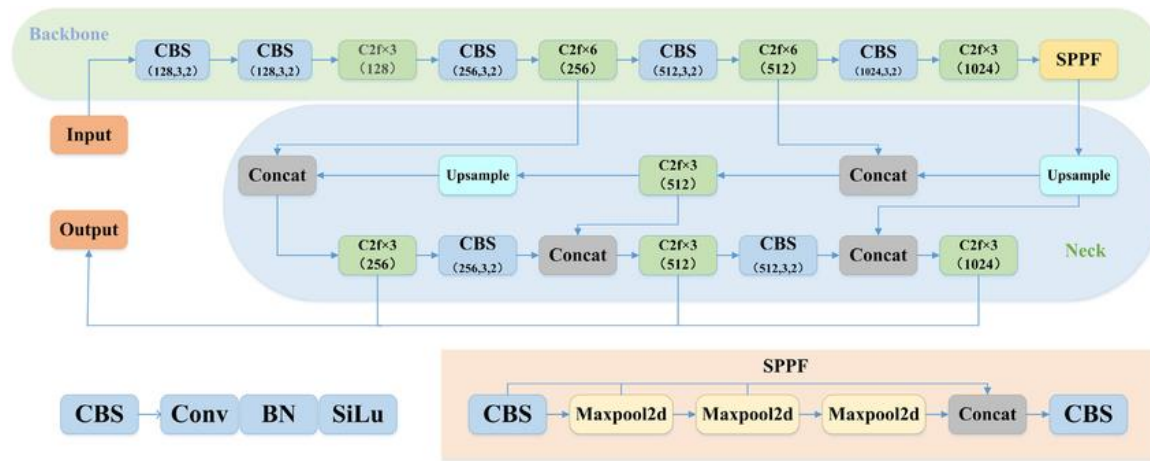 Backbone
CBS
(128,3,2)
CBS
(128,3,2)
C2f×3
(128)
CBS
(256,3,2)
C2f×6
(256)
CBS
(512,3,2)
C2f×6
(512)
CBS
(1024,3,2)
C2f×3
(1024)
SPPF
Input
Concat
Upsample
C2f×3
(512)
Concat
Upsample
Output
C2f×3
(256)
CBS
(256,3,2)
Concat
C2f×3
(512)
CBS
(512,3,2)
Concat
C2f×3
(1024)
Neck
SPPF
CBS
Conv
BN
SiLu
CBS
Maxpool2d
Maxpool2d
Maxpool2d
Concat
CBS